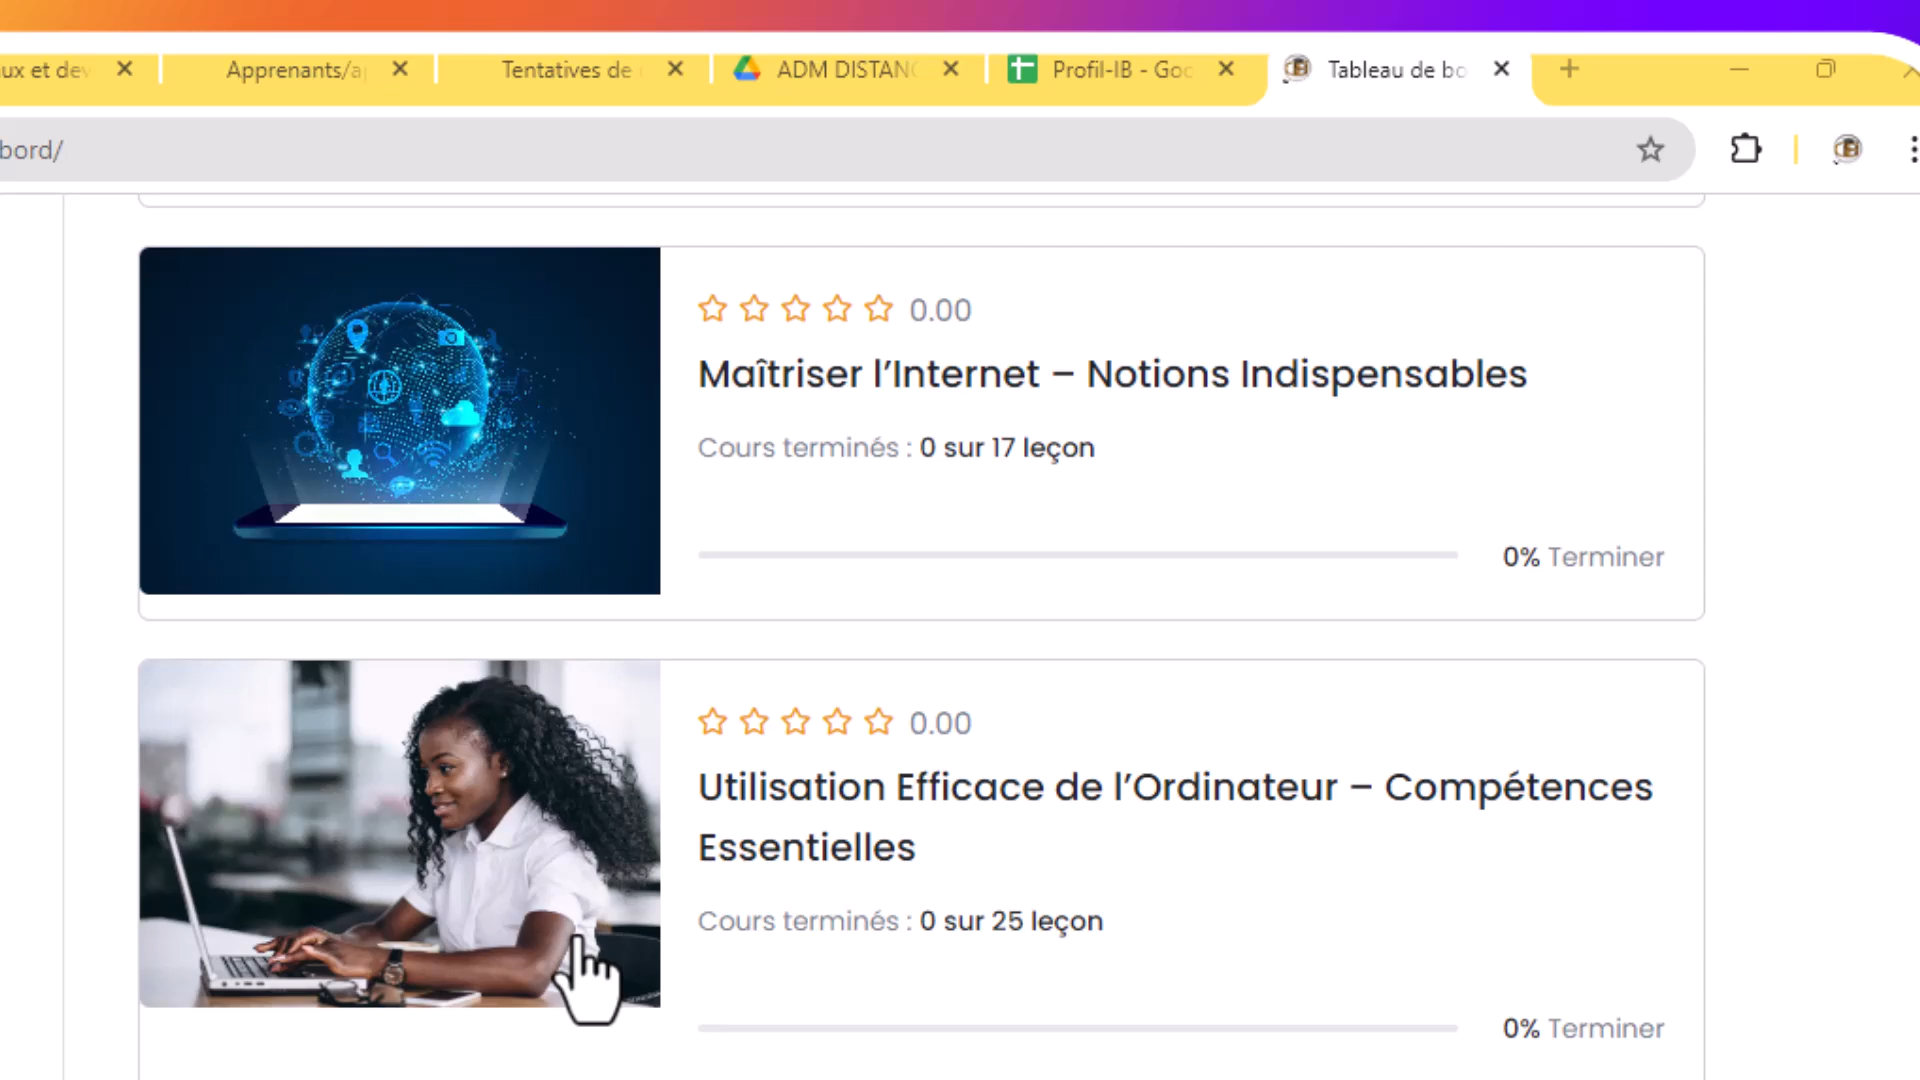 ux et dev
Apprenants/a
Tentatives de
ADM DISTANC
Profil-IB - Goc
Tableau de bo
bord/
0.00
Maîtriser l’Internet – Notions Indispensables
Cours terminés : 0 sur 17 leçon
0% Terminer
0.00
Utilisation Efficace de l’Ordinateur – Compétences
Essentielles
Cours terminés : 0 sur 25 leçon
0% Terminer